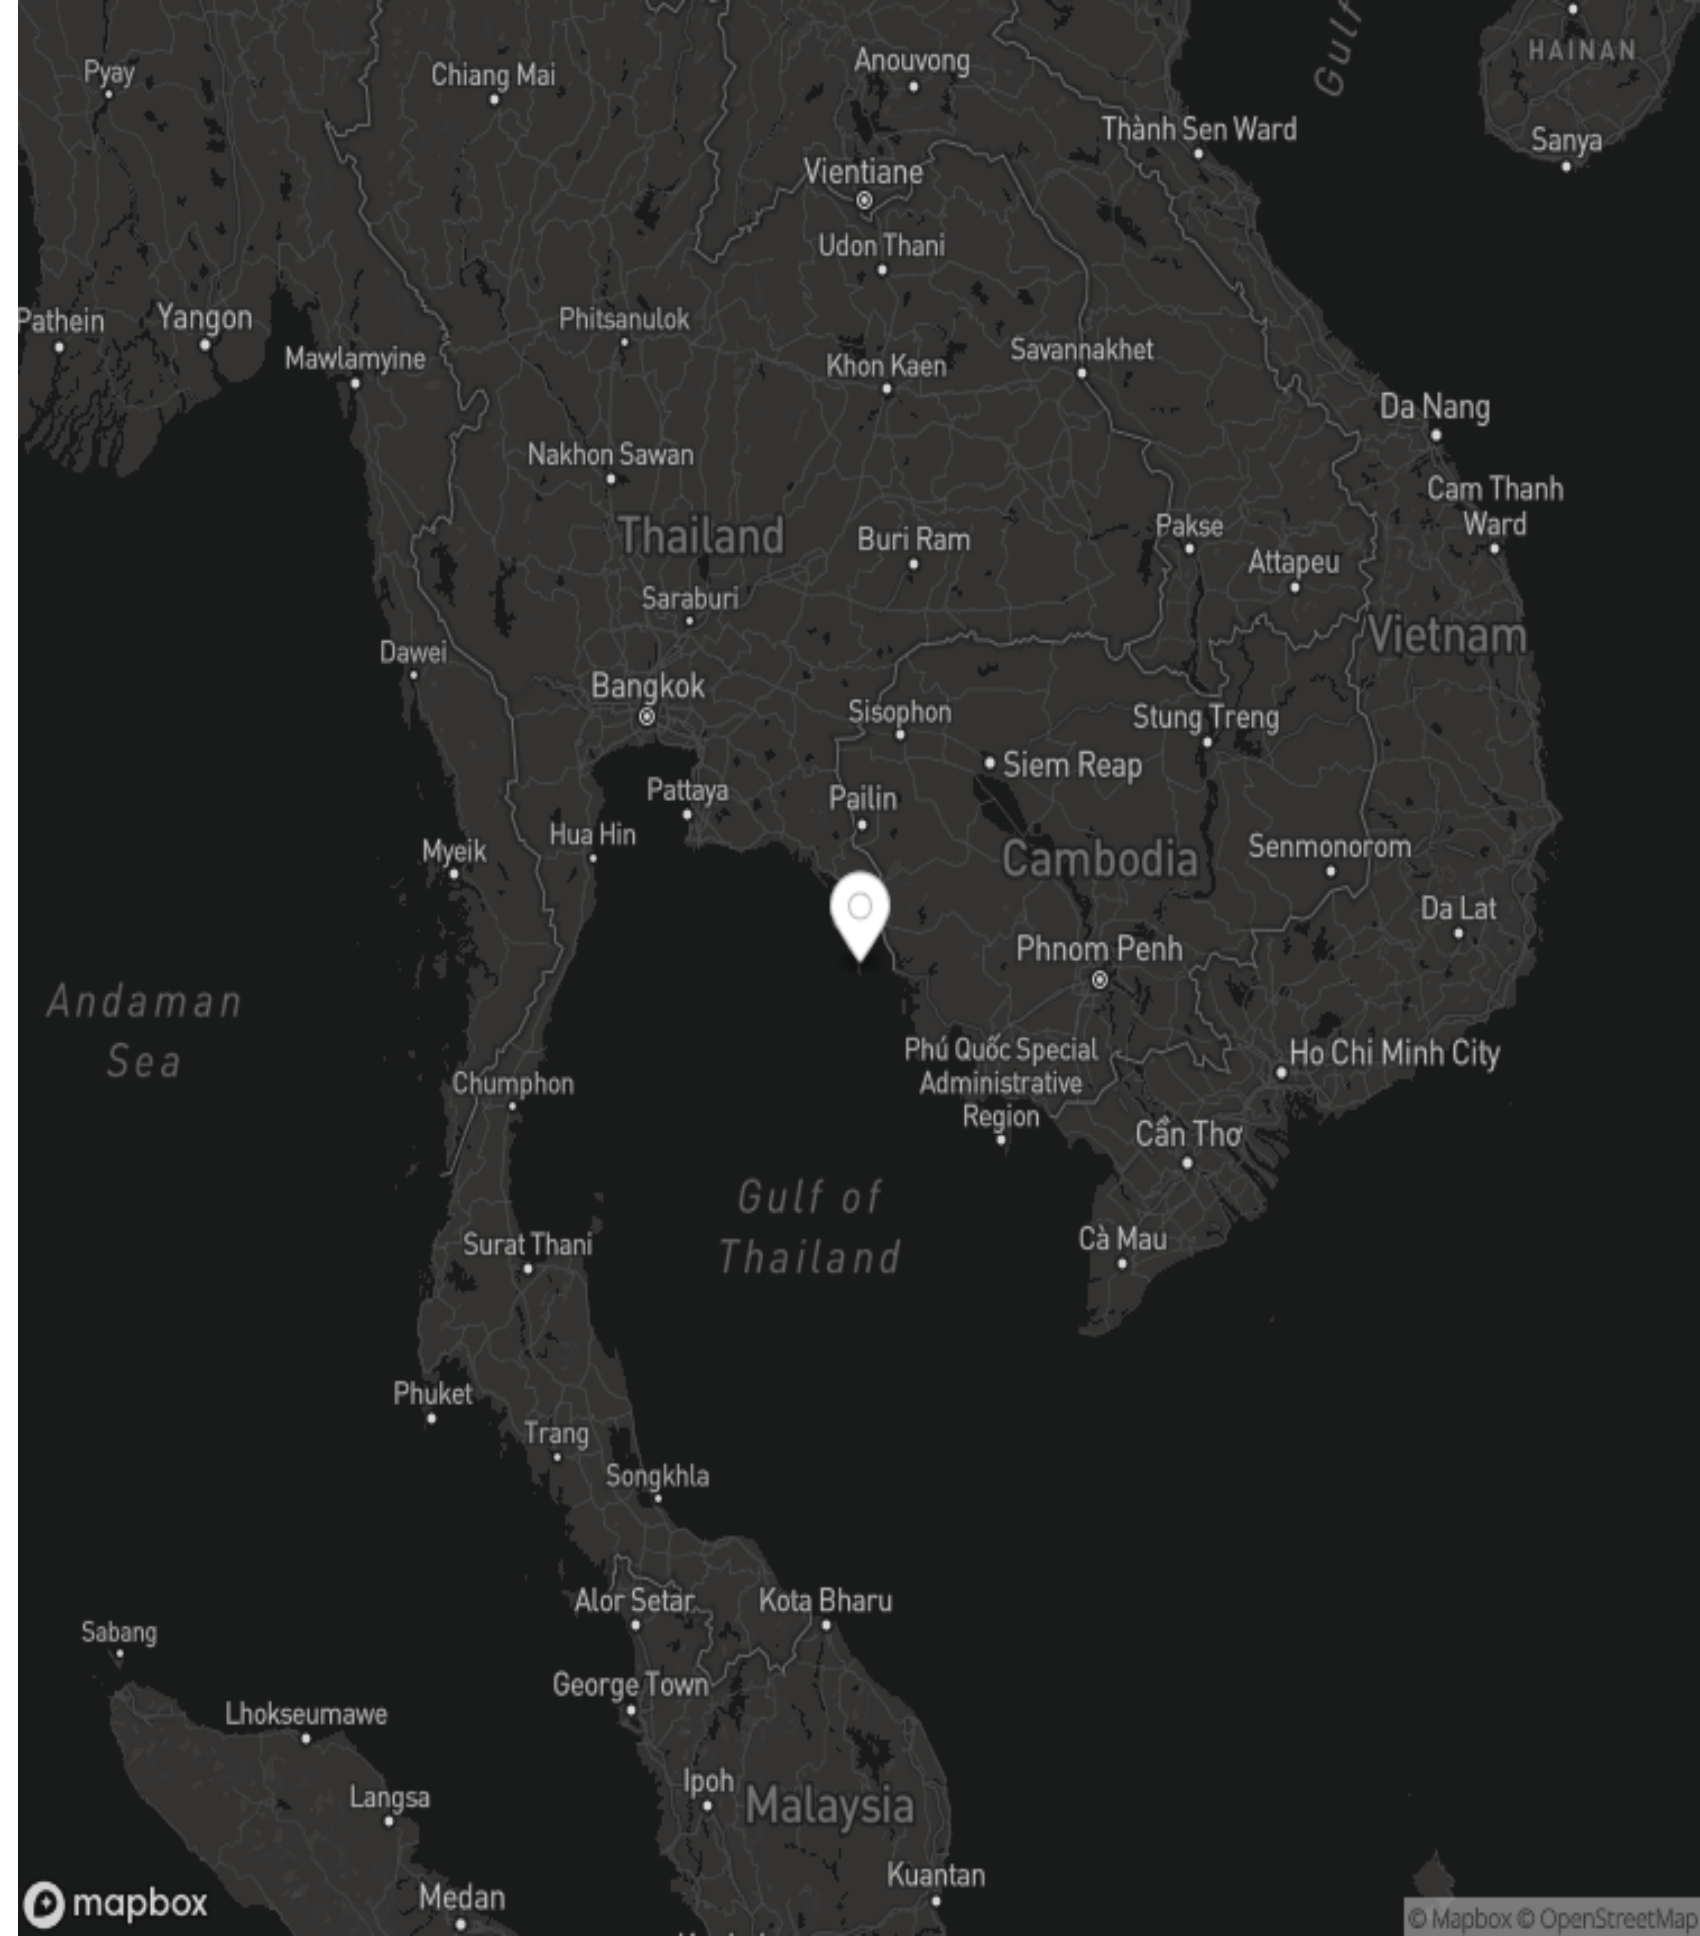 Gulf
HAINAN
Anouvong
Pyay
Chiang Mai
Thành Sen Ward
Sanya
Vientiane
Udon Thani
Pathein
Yangon
Phitsanulok
Mawlamyine
Savannakhet
Khon Kaen
Da Nang
Nakhon Sawan
Cam Thanh
Ward
Thailand
Buri Ram
Pakse
Attapeu
Saraburi
Vietnam
Dawei
Bangkok
Sisophon
Stung Treng
Siem Reap
Pattaya
Pailin
Hua Hin
Myeik
Cambodia
Senmonorom
Da Lat
Phnom Penh
Andaman
Sea
Phú Quốc Special
Administrative
Region
Ho Chi Minh City
Chumphon
Cần Thơ
Gulf of
Thailand
Cà Mau
Surat Thani
Phuket
Trang
Songkhla
Alor Setar
Kota Bharu
Sabang
George Town
Lhokseumawe
Ipoh
Langsa
Malaysia
Kuantan
Medan
mapbox
© Mapbox © OpenStreetMap